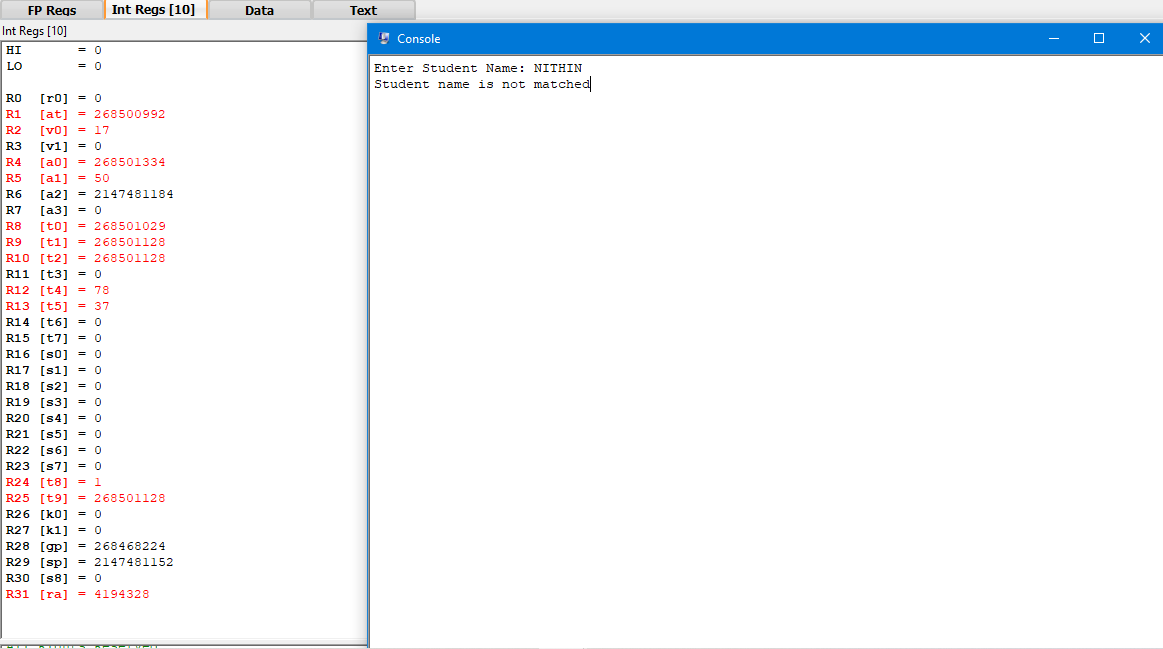 FP Regs Int Regs [10] Data Text
Int Regs [10]
HI = 0
LO = 0
R0 [r0] = 0
R1 [at] = 268500992
R2 [v0] = 17
R3 [v1] = 0
R4 [a0] = 268501334
R5 [a1] = 50
R6 [a2] = 2147481184
R7 [a3] = 0
R8 [t0] = 268501029
R9 [t1] = 268501128
R10 [t2] = 268501128
R11 [t3] = 0
R12 [t4] = 78
R13 [t5] = 37
R14 [t6] = 0
R15 [t7] = 0
R16 [s0] = 0
R17 [s1] = 0
R18 [s2] = 0
R19 [s3] = 0
R20 [s4] = 0
R21 [s5] = 0
R22 [s6] = 0
R23 [s7] = 0
R24 [t8] = 1
R25 [t9] = 268501128
R26 [k0] = 0
R27 [k1] = 0
R28 [gp] = 268468224
R29 [sp] = 2147481152
R30 [s8] = 0
R31 [ra] = 4194328
Console
Enter Student Name: NITHIN
Student name is not matched